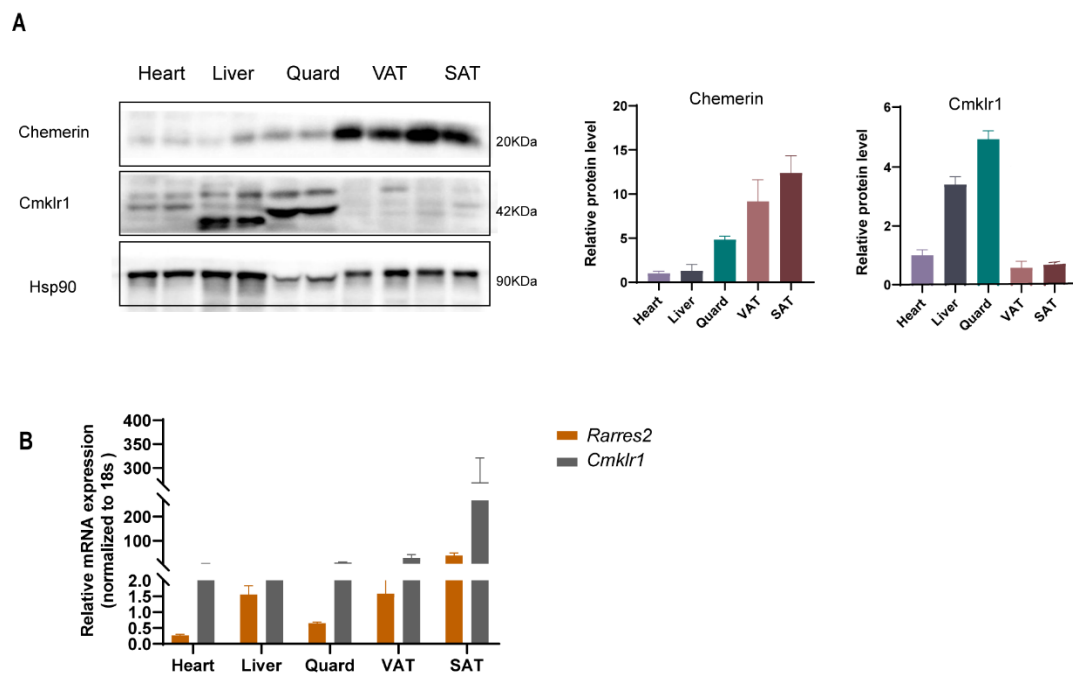 A
Heart Liver Quard VAT SAT
Chemerin
20KDa
Cmklr1
42KDa
Hsp90
90KDa
Chemerin
Relative protein level
20
15
10
5
0
Heart Liver Quard VAT SAT
Cmklr1
Relative protein level
6
4
2
0
Heart Liver Quard VAT SAT
B
Relative mRNA expression
(normalized to 18s )
400
350
300
200
100
2.0
1.5
1.0
0.5
0.0
Heart Liver Quard VAT SAT
Rarres2
Cmklr1